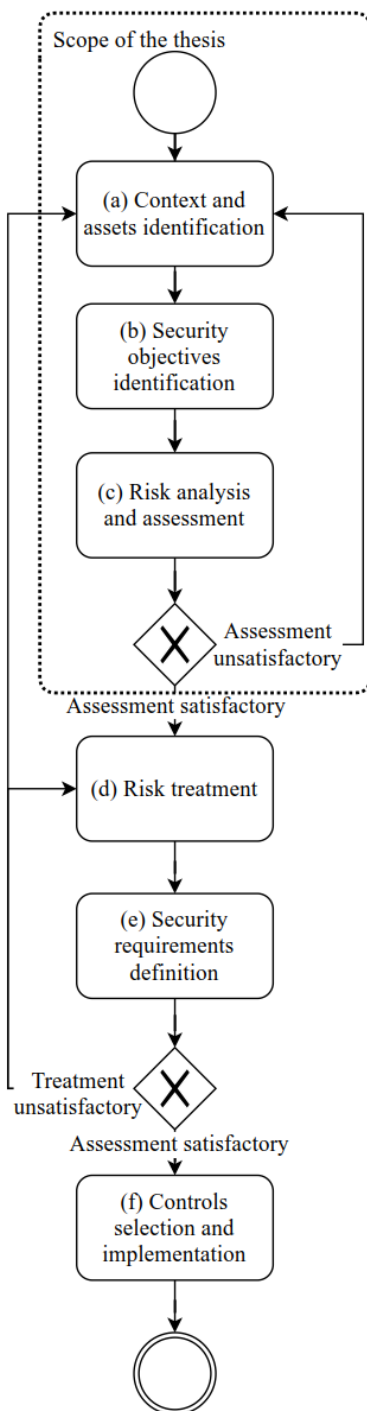 Scope of the thesis
(a) Context and
assets identification
(b) Security
objectives
identification
(c) Risk analysis
and assessment
Assessment
unsatisfactory
Assessment satisfactory
(d) Risk treatment
(e) Security
requirements
definition
Treatment
unsatisfactory
Assessment satisfactory
(f) Controls
selection and
implementation